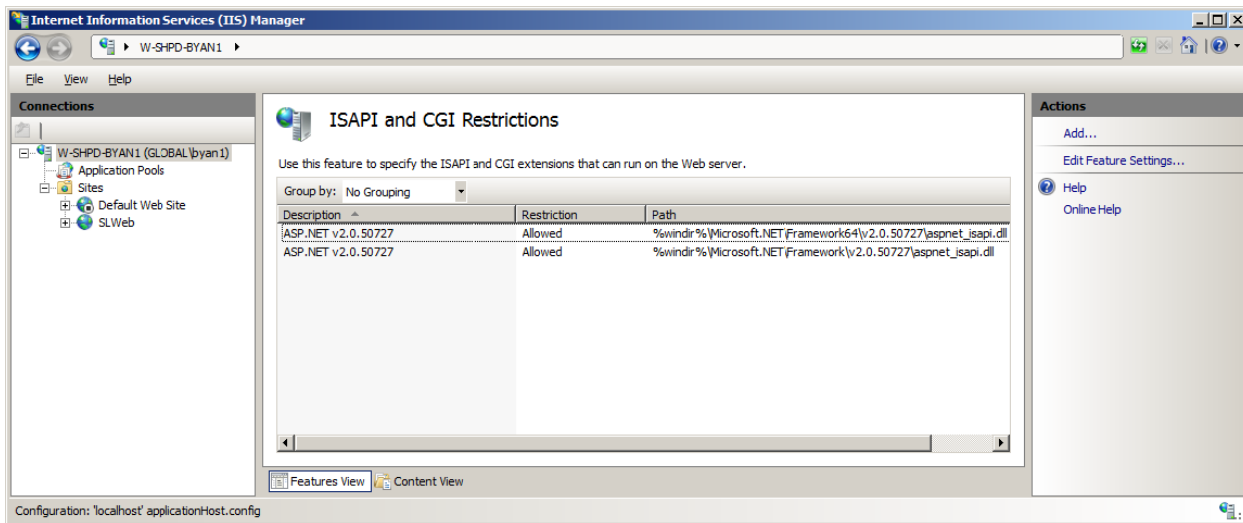 Internet Information Services (IIS) Manager
W-SHPD-BYAN1
File View Help
Connections
W-SHPD-BYAN1 (GLOBAL\byan1)
Application Pools
Sites
Default Web Site
SLWeb
ISAPI and CGI Restrictions
Use this feature to specify the ISAPI and CGI extensions that can run on the Web server.
Group by: No Grouping
Description Restriction Path
ASP.NET v2.0.50727 Allowed %windir%\Microsoft.NET\Framework64\v2.0.50727\aspnet_isapi.dll
ASP.NET v2.0.50727 Allowed %windir%\Microsoft.NET\Framework\v2.0.50727\aspnet_isapi.dll
Features View Content View
Actions
Add...
Edit Feature Settings...
Help
Online Help
Configuration: 'localhost' applicationHost.config